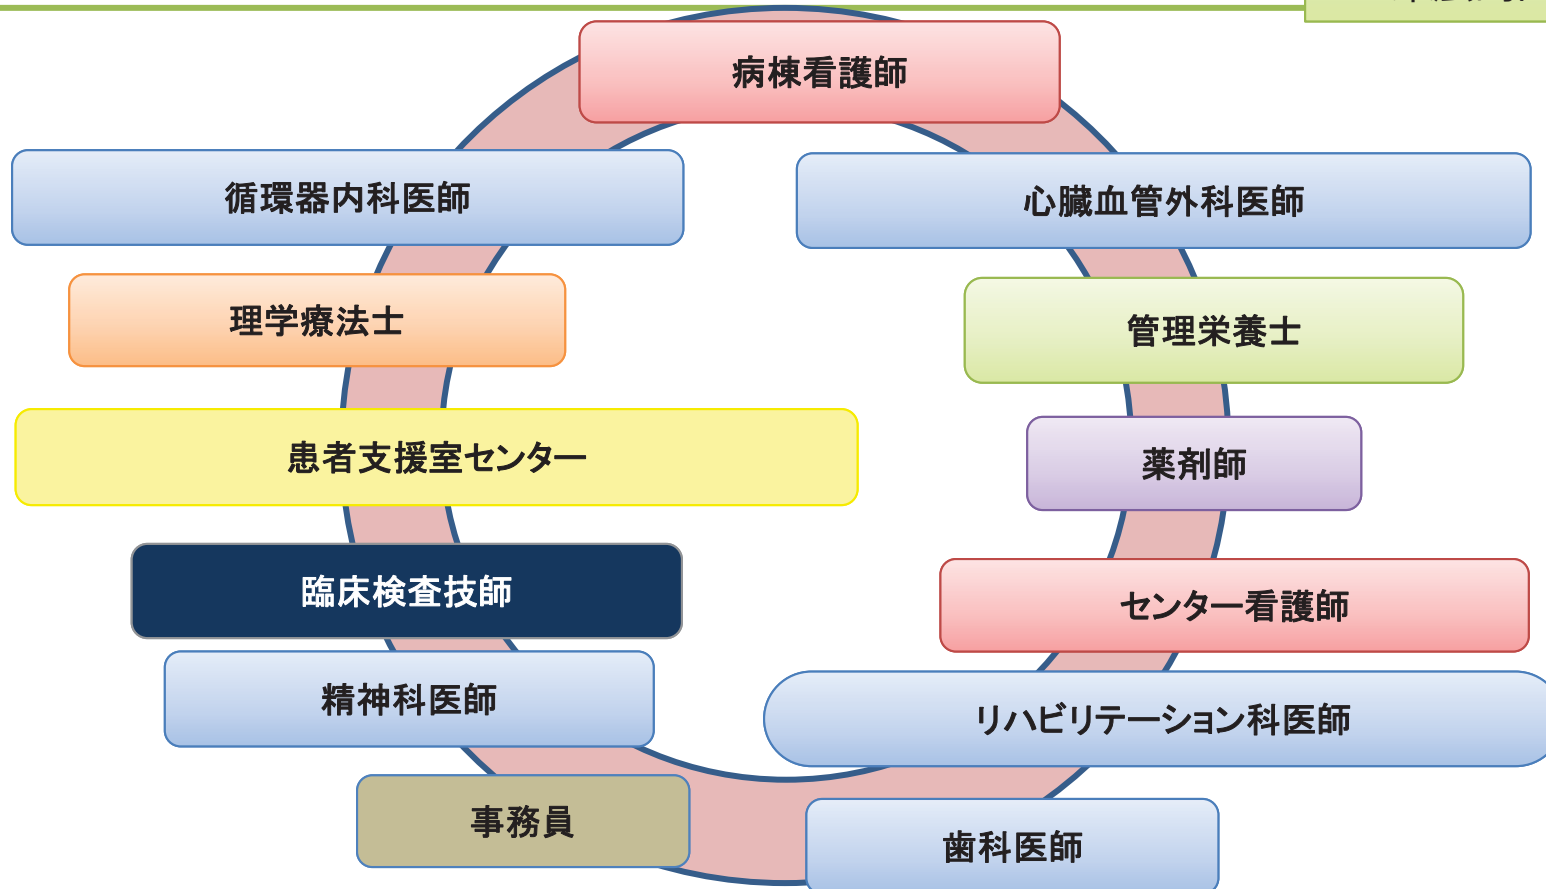 病棟看護師
循環器内科医師
心臓血管外科医師
理学療法士
管理栄養士
患者支援室センター
薬剤師
臨床検査技師
センター看護師
精神科医師
リハビリテーション科医師
事務員
歯科医師